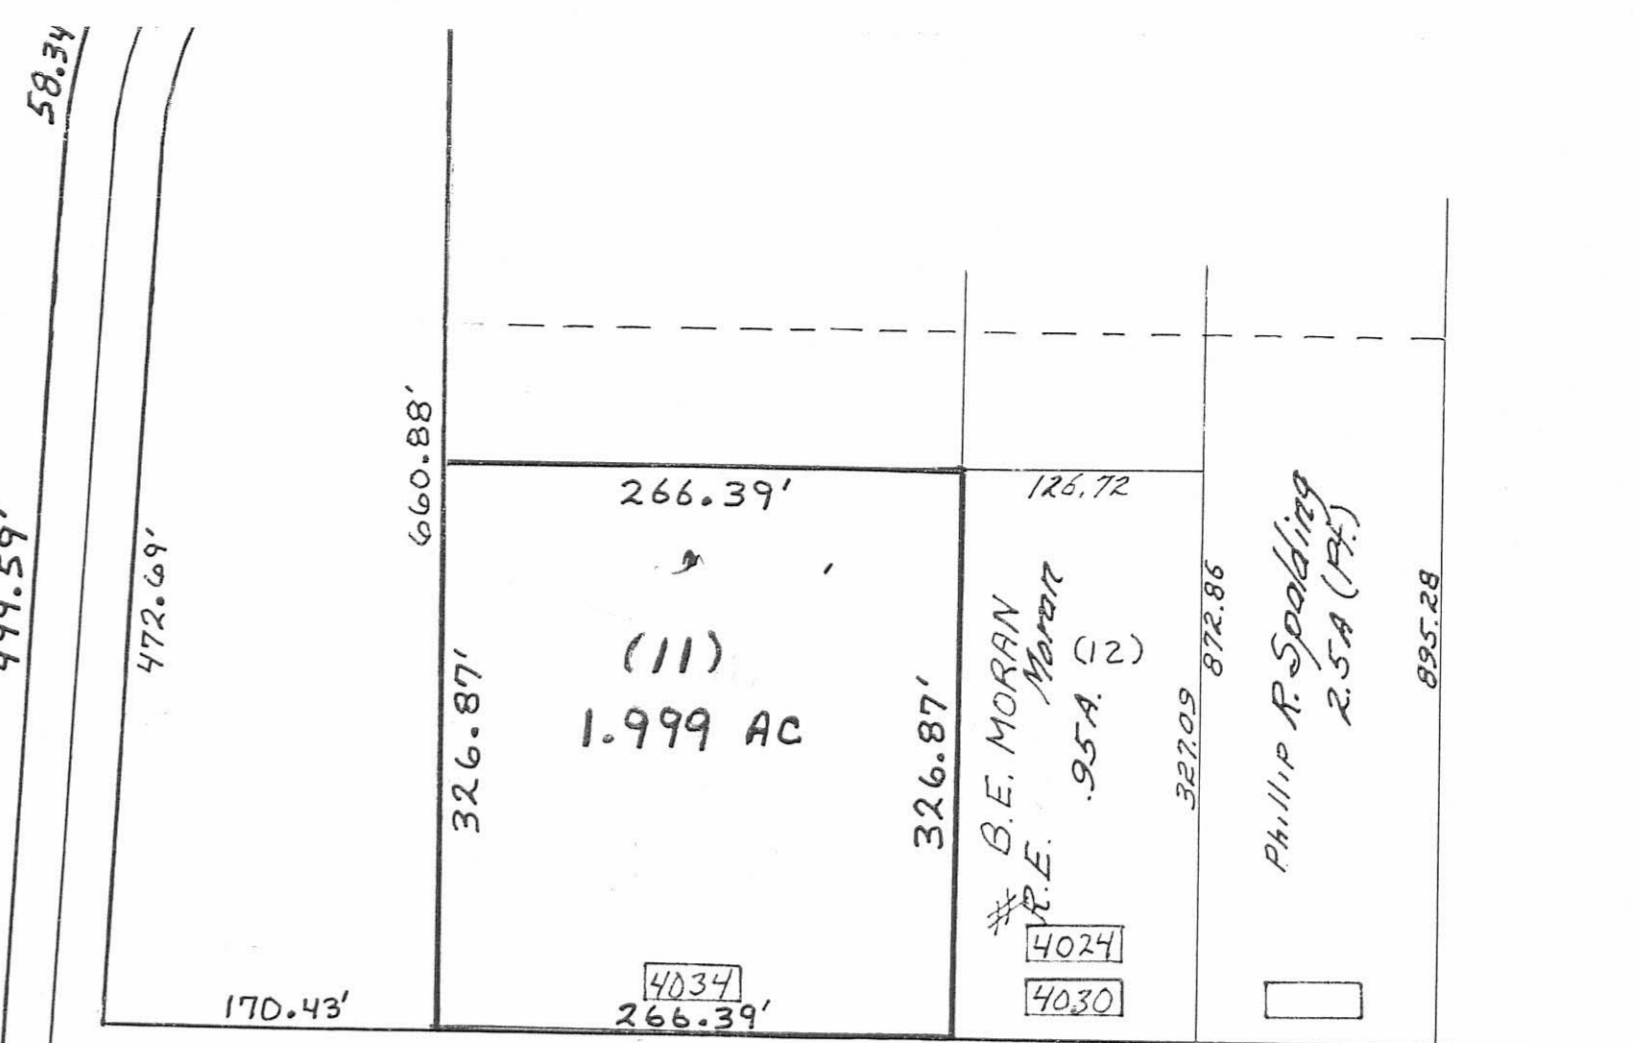 58.34
499.59'
472.69'
660.88'
170.43'
266.39'
(11)
1.999 AC
326.87'
326.87'
4034
266.39'
126.72
# B.E. MORAN
R.E. Moran
.95A. (12)
327.09
4024
4030
872.86
Phillip R. Spalding
2.5A (Pt.)
895.28